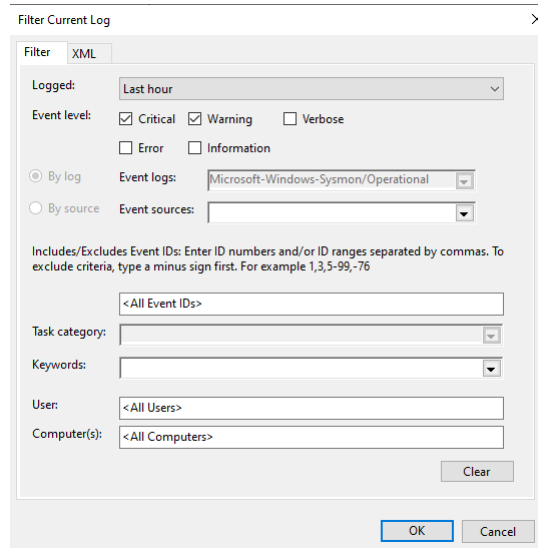 Filter Current Log
Filter XML
Logged: Last hour
Event level: Critical Warning Verbose
Error Information
By log Event logs: Microsoft-Windows-Sysmon/Operational
By source Event sources:
Includes/Excludes Event IDs: Enter ID numbers and/or ID ranges separated by commas. To
exclude criteria, type a minus sign first. For example 1,3,5-99,-76
<All Event IDs>
Task category:
Keywords:
User: <All Users>
Computer(s): <All Computers>
Clear
OK Cancel